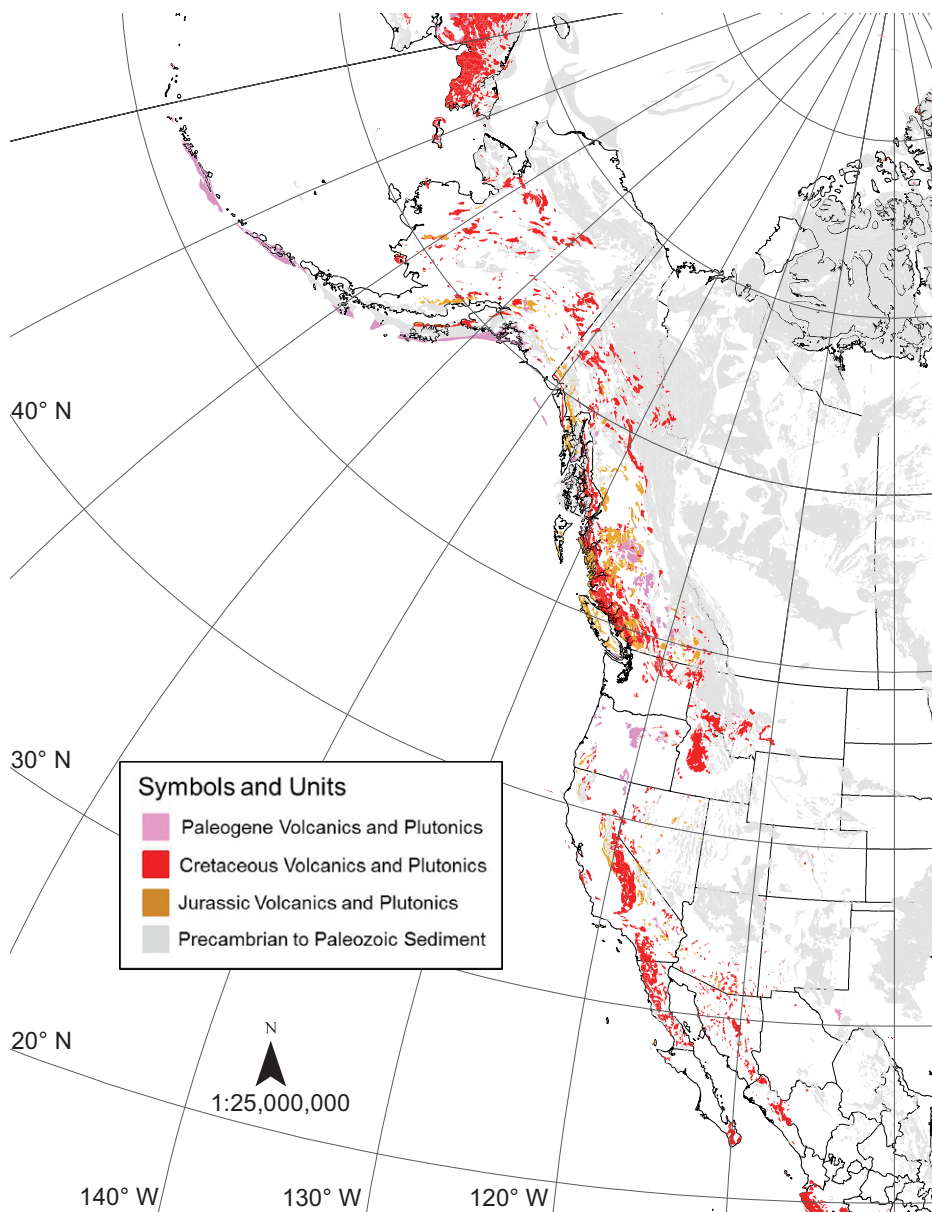 40° N
30° N
Symbols and Units
Paleogene Volcanics and Plutonics
Cretaceous Volcanics and Plutonics
Jurassic Volcanics and Plutonics
Precambrian to Paleozoic Sediment
20° N
N
1:25,000,000
140° W
130° W
120° W